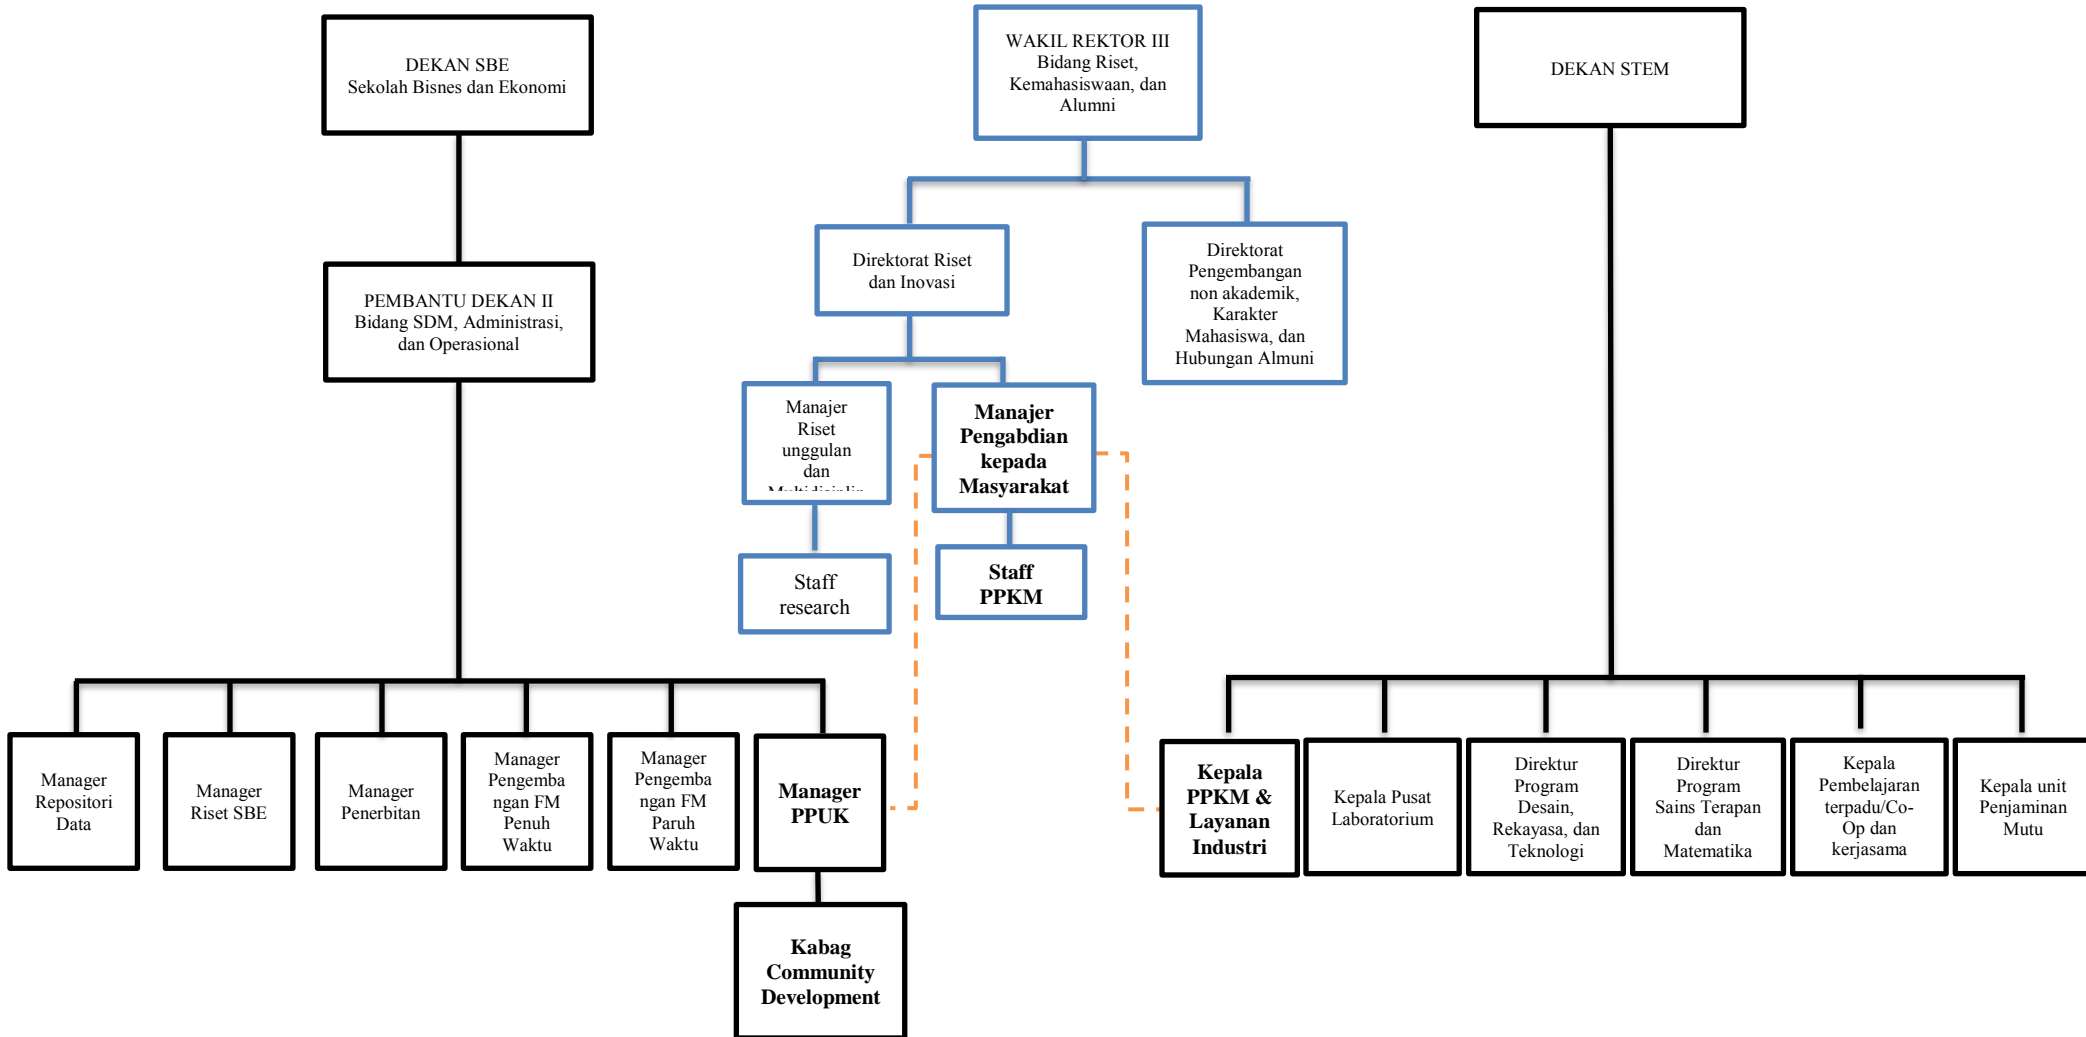 DEKAN SBE
Sekolah Bisnes dan Ekonomi
WAKIL REKTOR III
Bidang Riset,
Kemahasiswaan, dan
Alumni
DEKAN STEM
PEMBANTU DEKAN II
Bidang SDM, Administrasi,
dan Operasional
Direktorat Riset
dan Inovasi
Direktorat
Pengembangan
non akademik,
Karakter
Mahasiswa, dan
Hubungan Almuni
Manajer
Riset
unggulan
dan
Manajer
Pengabdian
kepada
Masyarakat
Staff
research
Staff
PPKM
Manager
Repositori
Data
Manager
Riset SBE
Manager
Penerbitan
Manager
Pengemba
ngan FM
Penuh
Waktu
Manager
Pengemba
ngan FM
Paruh
Waktu
Manager
PPUK
Kabag
Community
Development
Kepala
PPKM &
Layanan
Industri
Kepala Pusat
Laboratorium
Direktur
Program
Desain,
Rekayasa, dan
Teknologi
Direktur
Program
Sains Terapan
dan
Matematika
Kepala
Pembelajaran
terpadu/Co-
Op dan
kerjasama
Kepala unit
Penjaminan
Mutu